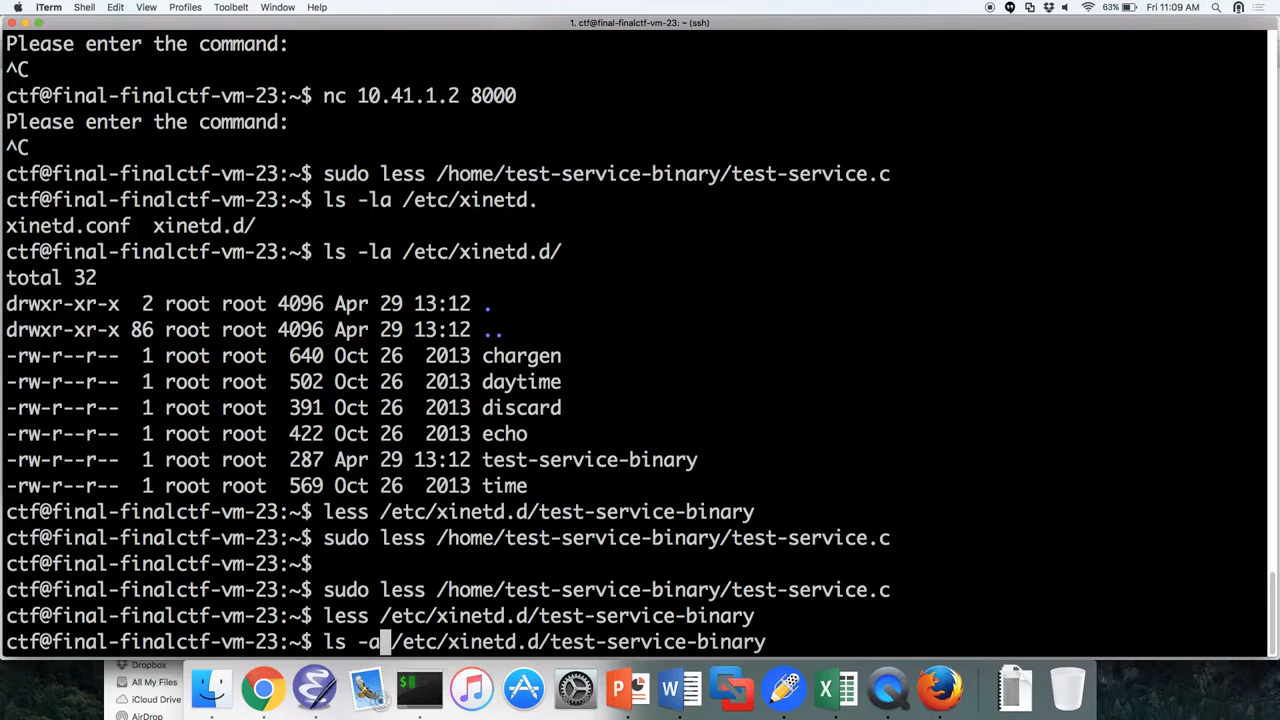 iTerm Shell Edit View Profiles Toolbelt Window Help 63% Fri 11:09 AM
1. ctf@final-finalctf-vm-23: ~ (ssh)
Please enter the command:
^C
ctf@final-finalctf-vm-23:~$ nc 10.41.1.2 8000
Please enter the command:
^C
ctf@final-finalctf-vm-23:~$ sudo less /home/test-service-binary/test-service.c
ctf@final-finalctf-vm-23:~$ ls -la /etc/xinetd.
xinetd.conf  xinetd.d/
ctf@final-finalctf-vm-23:~$ ls -la /etc/xinetd.d/
total 32
drwxr-xr-x  2 root root 4096 Apr 29 13:12 .
drwxr-xr-x 86 root root 4096 Apr 29 13:12 ..
-rw-r--r--  1 root root  640 Oct 26  2013 chargen
-rw-r--r--  1 root root  502 Oct 26  2013 daytime
-rw-r--r--  1 root root  391 Oct 26  2013 discard
-rw-r--r--  1 root root  422 Oct 26  2013 echo
-rw-r--r--  1 root root  287 Apr 29 13:12 test-service-binary
-rw-r--r--  1 root root  569 Oct 26  2013 time
ctf@final-finalctf-vm-23:~$ less /etc/xinetd.d/test-service-binary
ctf@final-finalctf-vm-23:~$ sudo less /home/test-service-binary/test-service.c
ctf@final-finalctf-vm-23:~$
ctf@final-finalctf-vm-23:~$ sudo less /home/test-service-binary/test-service.c
ctf@final-finalctf-vm-23:~$ less /etc/xinetd.d/test-service-binary
ctf@final-finalctf-vm-23:~$ ls -a /etc/xinetd.d/test-service-binary
Dropbox
All My Files
iCloud Drive
AirDrop